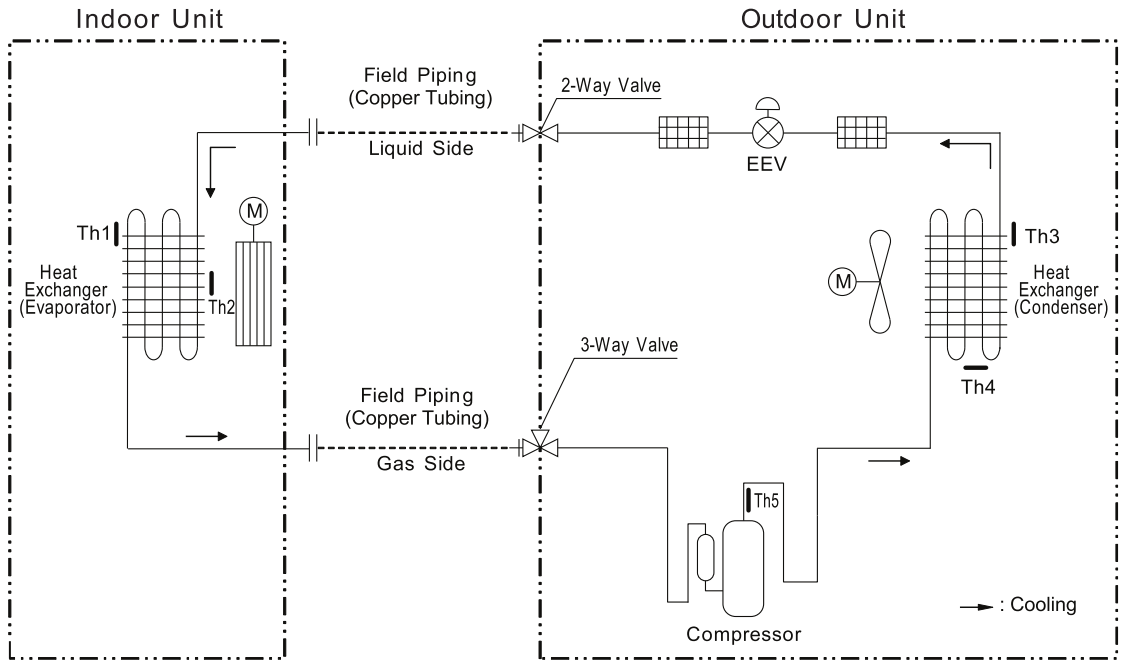 Indoor Unit
Outdoor Unit
Field Piping
(Copper Tubing)
Liquid Side
2-Way Valve
EEV
M
Th1
Heat
Exchanger
(Evaporator)
Th2
M
Th3
Heat
Exchanger
(Condenser)
Th4
3-Way Valve
Field Piping
(Copper Tubing)
Gas Side
Th5
Compressor
: Cooling